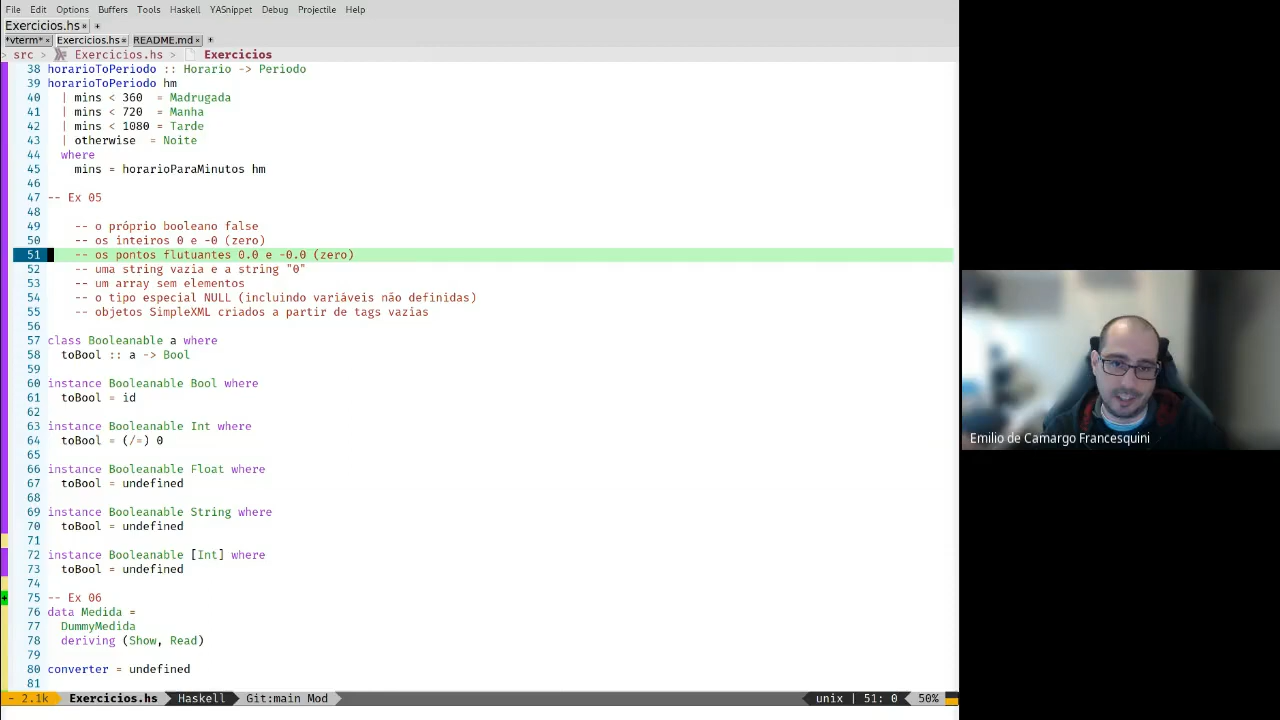 File Edit Options Buffers Tools Haskell YASnippet Debug Projectile Help
Exercicios.hs× +
*vterm*× Exercicios.hs× README.md× +
> src > Exercicios.hs > Exercicios
38 horarioToPeriodo :: Horario -> Periodo
39 horarioToPeriodo hm
40   | mins < 360  = Madrugada
41   | mins < 720  = Manha
42   | mins < 1080 = Tarde
43   | otherwise  = Noite
44   where
45     mins = horarioParaMinutos hm
46
47 -- Ex 05
48
49     -- o próprio booleano false
50     -- os inteiros 0 e -0 (zero)
51     -- os pontos flutuantes 0.0 e -0.0 (zero)
52     -- uma string vazia e a string "0"
53     -- um array sem elementos
54     -- o tipo especial NULL (incluindo variáveis não definidas)
55     -- objetos SimpleXML criados a partir de tags vazias
56
57 class Booleanable a where
58   toBool :: a -> Bool
59
60 instance Booleanable Bool where
61   toBool = id
62
63 instance Booleanable Int where
64   toBool = (/=) 0
65
66 instance Booleanable Float where
67   toBool = undefined
68
69 instance Booleanable String where
70   toBool = undefined
71
72 instance Booleanable [Int] where
73   toBool = undefined
74
75 -- Ex 06
76 data Medida =
77   DummyMedida
78   deriving (Show, Read)
79
80 converter = undefined
81
- 2.1k Exercicios.hs Haskell Git:main Mod unix | 51: 0 50%
Emilio de Camargo Francesquini